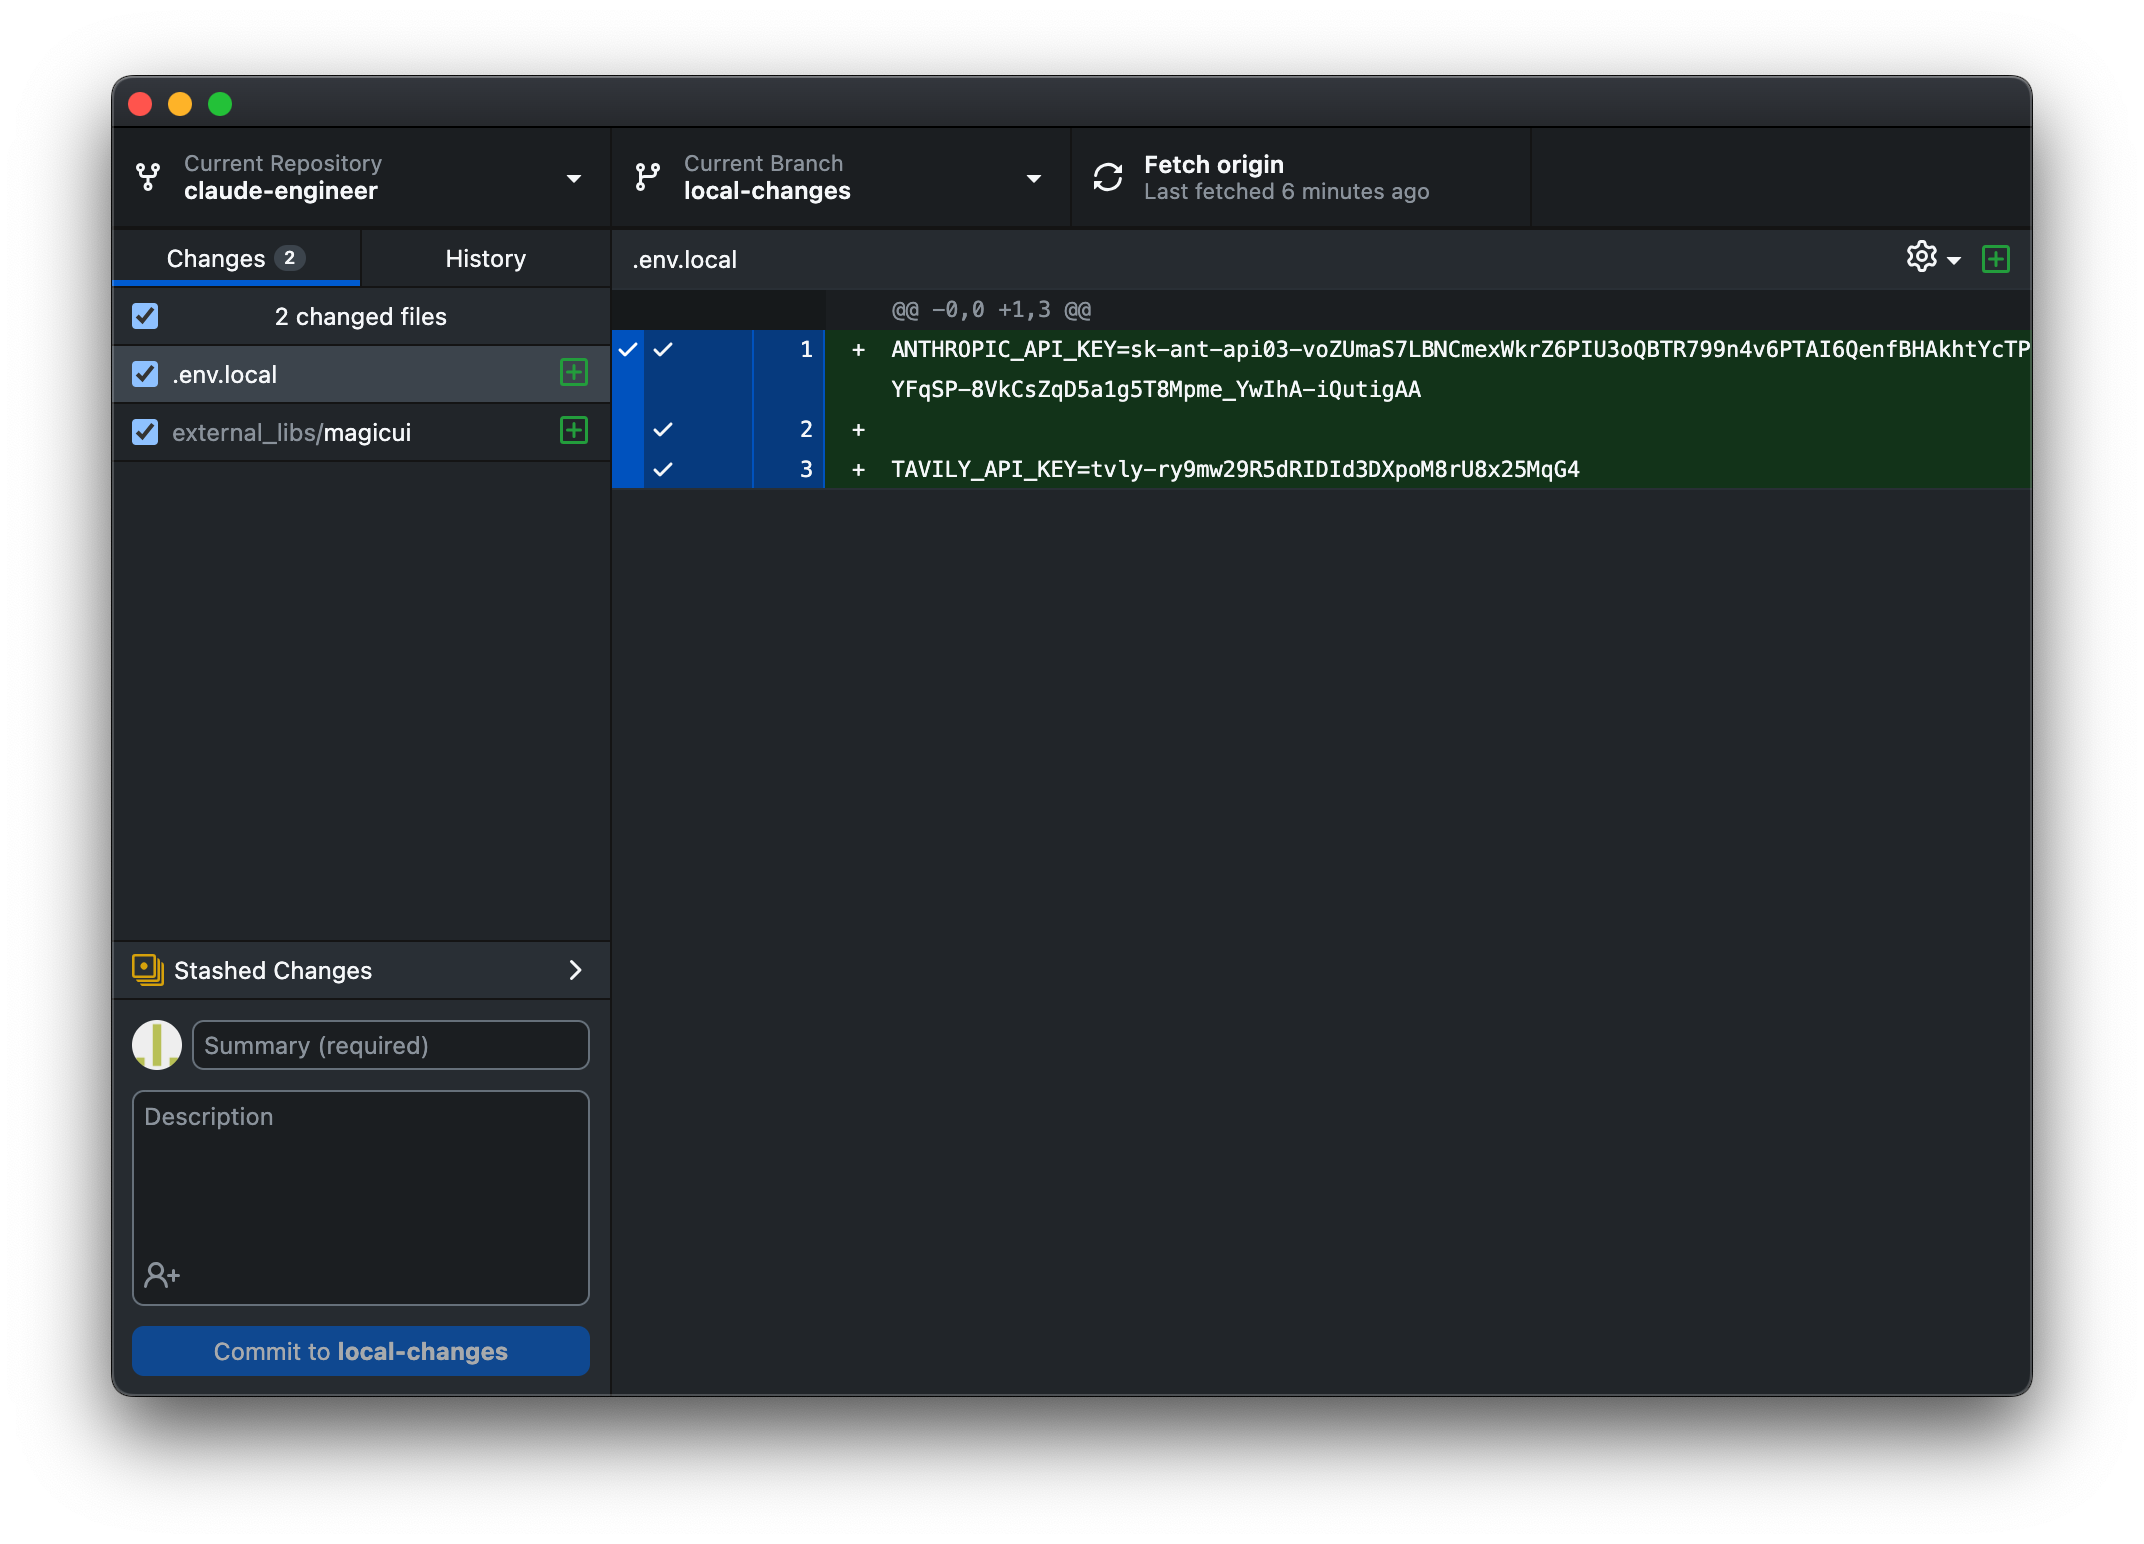 Current Repository
claude-engineer
Current Branch
local-changes
Fetch origin
Last fetched 6 minutes ago
Changes 2
History
2 changed files
.env.local
external_libs/magicui
.env.local
@@ -0,0 +1,3 @@
1 + ANTHROPIC_API_KEY=sk-ant-api03-voZUmaS7LBNCmexWkrZ6PIU3oQBTR799n4v6PTAI6QenfBHAkhtYcTP
YFqSP-8VkCsZqD5a1g5T8Mpme_YwIhA-iQutigAA
2 +
3 + TAVILY_API_KEY=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
Stashed Changes
Summary (required)
Description
Commit to local-changes